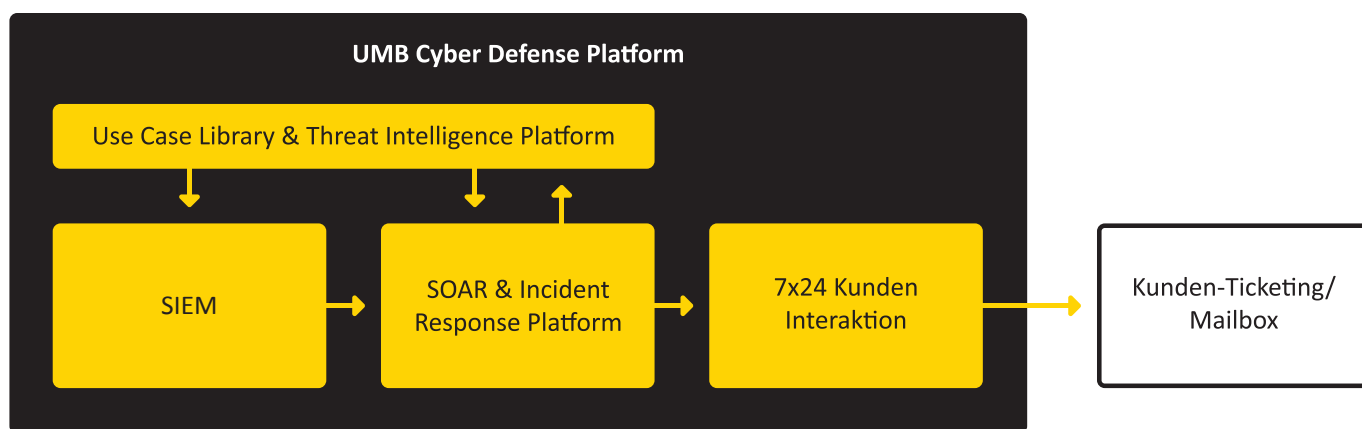 UMB Cyber Defense Platform
Use Case Library & Threat Intelligence Platform
SIEM
SOAR & Incident
Response Platform
7x24 Kunden
Interaktion
Kunden-Ticketing/
Mailbox